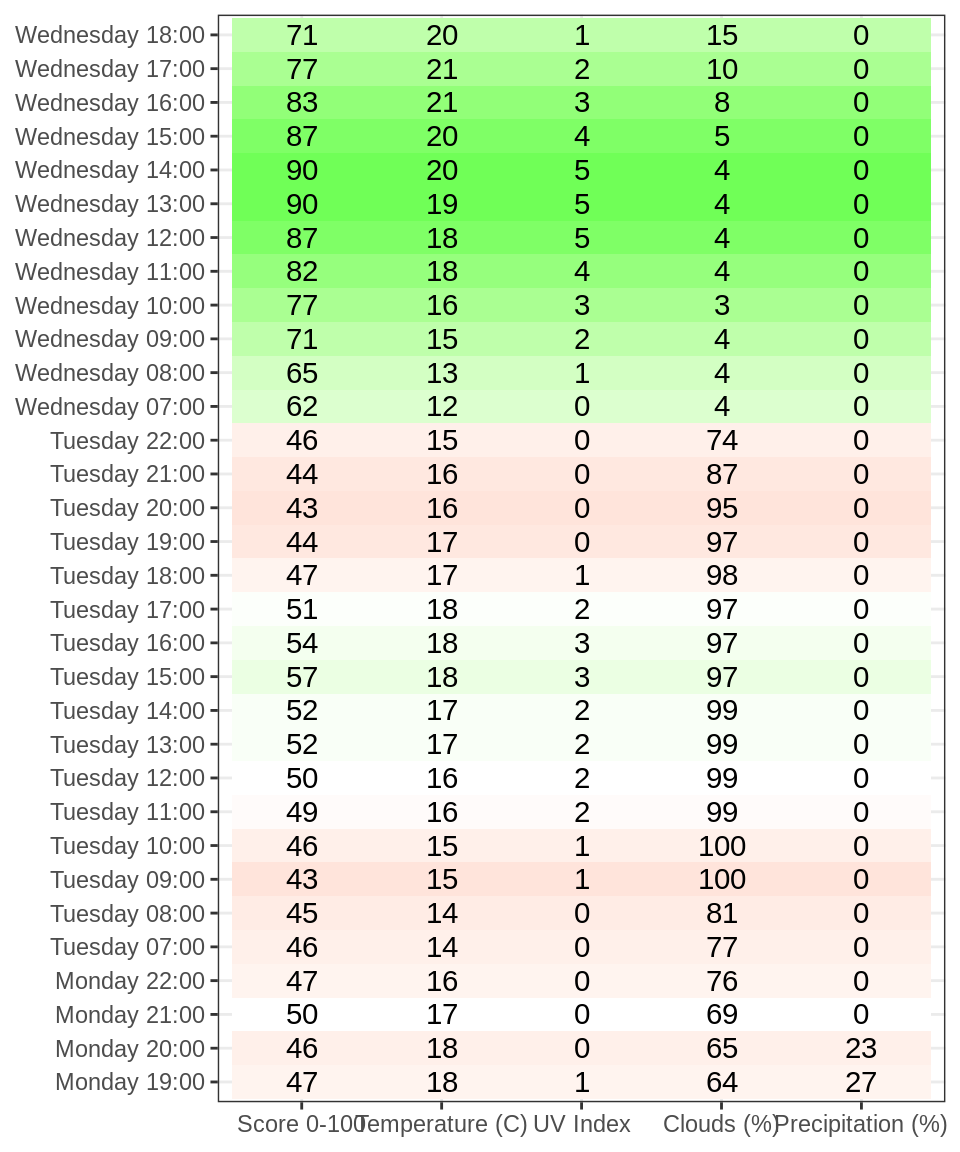 Wednesday 18:00 71 20 1 15 0
Wednesday 17:00 77 21 2 10 0
Wednesday 16:00 83 21 3 8 0
Wednesday 15:00 87 20 4 5 0
Wednesday 14:00 90 20 5 4 0
Wednesday 13:00 90 19 5 4 0
Wednesday 12:00 87 18 5 4 0
Wednesday 11:00 82 18 4 4 0
Wednesday 10:00 77 16 3 3 0
Wednesday 09:00 71 15 2 4 0
Wednesday 08:00 65 13 1 4 0
Wednesday 07:00 62 12 0 4 0
Tuesday 22:00 46 15 0 74 0
Tuesday 21:00 44 16 0 87 0
Tuesday 20:00 43 16 0 95 0
Tuesday 19:00 44 17 0 97 0
Tuesday 18:00 47 17 1 98 0
Tuesday 17:00 51 18 2 97 0
Tuesday 16:00 54 18 3 97 0
Tuesday 15:00 57 18 3 97 0
Tuesday 14:00 52 17 2 99 0
Tuesday 13:00 52 17 2 99 0
Tuesday 12:00 50 16 2 99 0
Tuesday 11:00 49 16 2 99 0
Tuesday 10:00 46 15 1 100 0
Tuesday 09:00 43 15 1 100 0
Tuesday 08:00 45 14 0 81 0
Tuesday 07:00 46 14 0 77 0
Monday 22:00 47 16 0 76 0
Monday 21:00 50 17 0 69 0
Monday 20:00 46 18 0 65 23
Monday 19:00 47 18 1 64 27
Score 0-100 Temperature (C) UV Index Clouds (%) Precipitation (%)